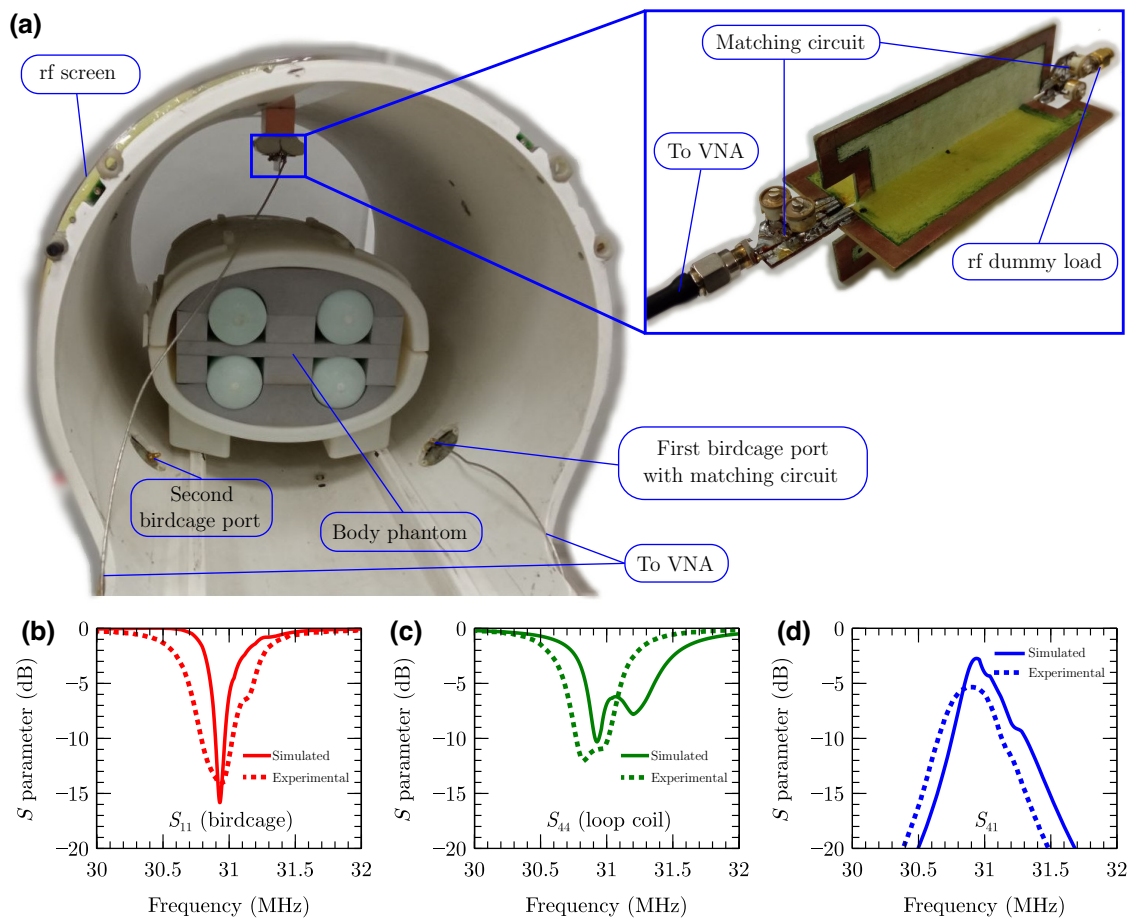 (a)
rf screen
Matching circuit
To VNA
rf dummy load
First birdcage port
with matching circuit
Second
birdcage port
Body phantom
To VNA
(b)
0
−5
−10
−15
−20
S parameter (dB)
Simulated
Experimental
S₁₁ (birdcage)
30 30.5 31 31.5 32
Frequency (MHz)
(c)
0
−5
−10
−15
−20
S parameter (dB)
Simulated
Experimental
S₄₄ (loop coil)
30 30.5 31 31.5 32
Frequency (MHz)
(d)
0
−5
−10
−15
−20
S parameter (dB)
Simulated
Experimental
S₄₁
30 30.5 31 31.5 32
Frequency (MHz)